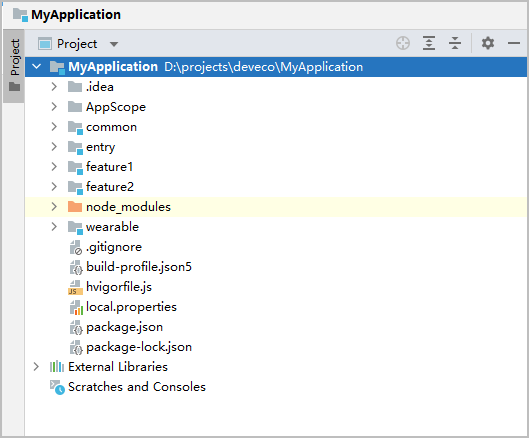 MyApplication
Project
Project
MyApplication D:\projects\deveco\MyApplication
.idea
AppScope
common
entry
feature1
feature2
node_modules
wearable
.gitignore
build-profile.json5
hvigorfile.js
local.properties
package.json
package-lock.json
External Libraries
Scratches and Consoles